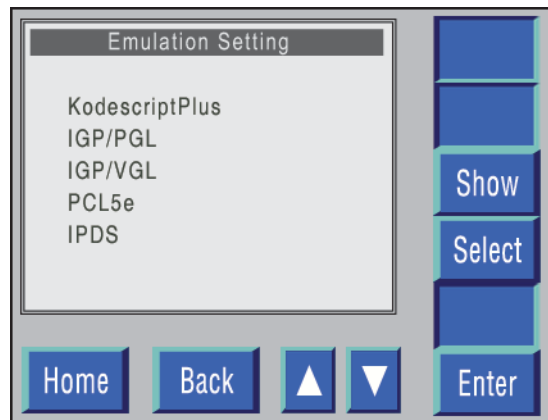 Emulation Setting
KodescriptPlus
IGP/PGL
IGP/VGL
PCL5e
IPDS
Show
Select
Home
Back
Enter